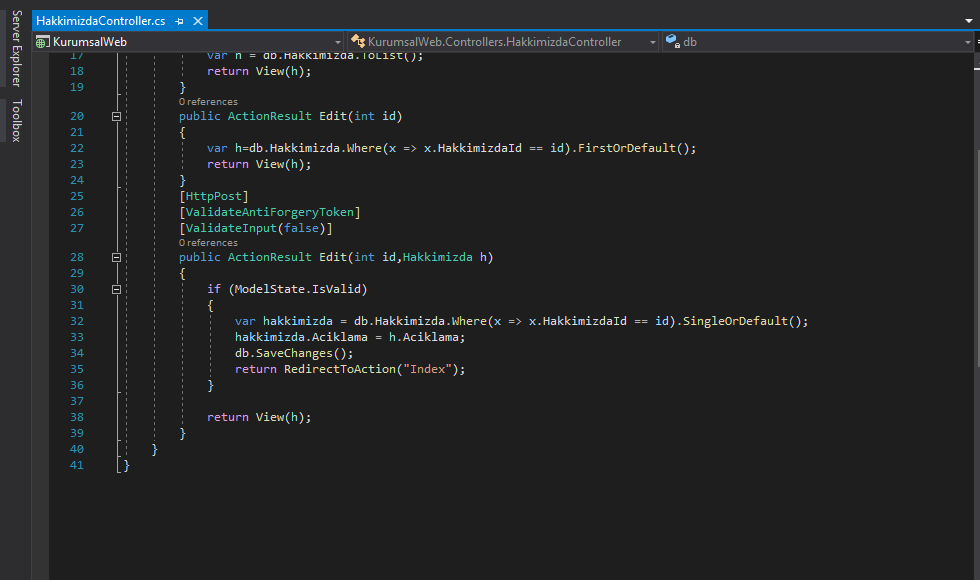 Server Explorer
Toolbox
HakkimizdaController.cs
KurumsalWeb
KurumsalWeb.Controllers.HakkimizdaController
db
17 var h = db.Hakkimizda.ToList();
18 return View(h);
19 }
0 references
20 public ActionResult Edit(int id)
21 {
22 var h=db.Hakkimizda.Where(x => x.HakkimizdaId == id).FirstOrDefault();
23 return View(h);
24 }
25 [HttpPost]
26 [ValidateAntiForgeryToken]
27 [ValidateInput(false)]
0 references
28 public ActionResult Edit(int id,Hakkimizda h)
29 {
30 if (ModelState.IsValid)
31 {
32 var hakkimizda = db.Hakkimizda.Where(x => x.HakkimizdaId == id).SingleOrDefault();
33 hakkimizda.Aciklama = h.Aciklama;
34 db.SaveChanges();
35 return RedirectToAction("Index");
36 }
37
38 return View(h);
39 }
40 }
41 }